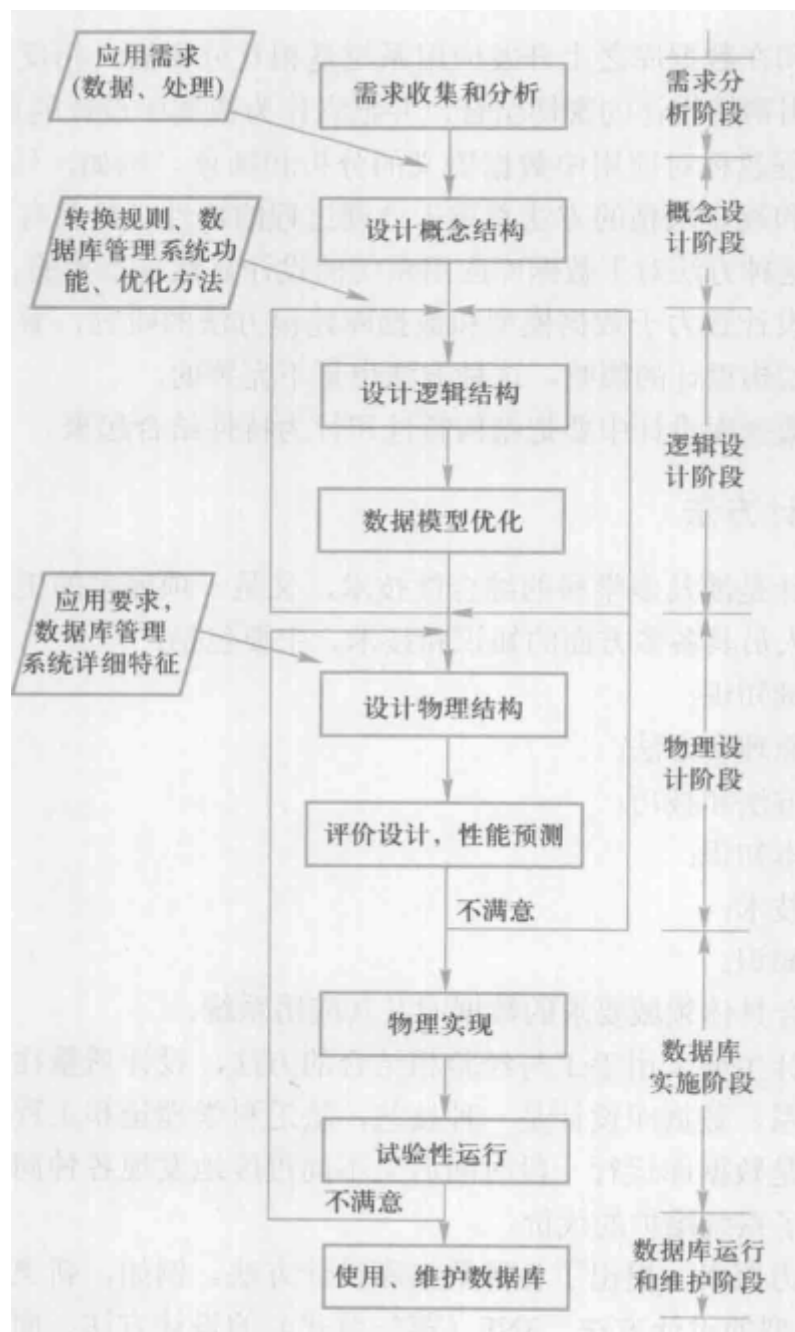 应用需求
(数据、处理)
需求收集和分析
需求分
析阶段
转换规则、数
据库管理系统功
能、优化方法
设计概念结构
概念设
计阶段
设计逻辑结构
数据模型优化
逻辑设
计阶段
应用要求，
数据库管理
系统详细特征
设计物理结构
评价设计，性能预测
不满意
物理设
计阶段
物理实现
试验性运行
不满意
数据库
实施阶段
使用、维护数据库
数据库运行
和维护阶段